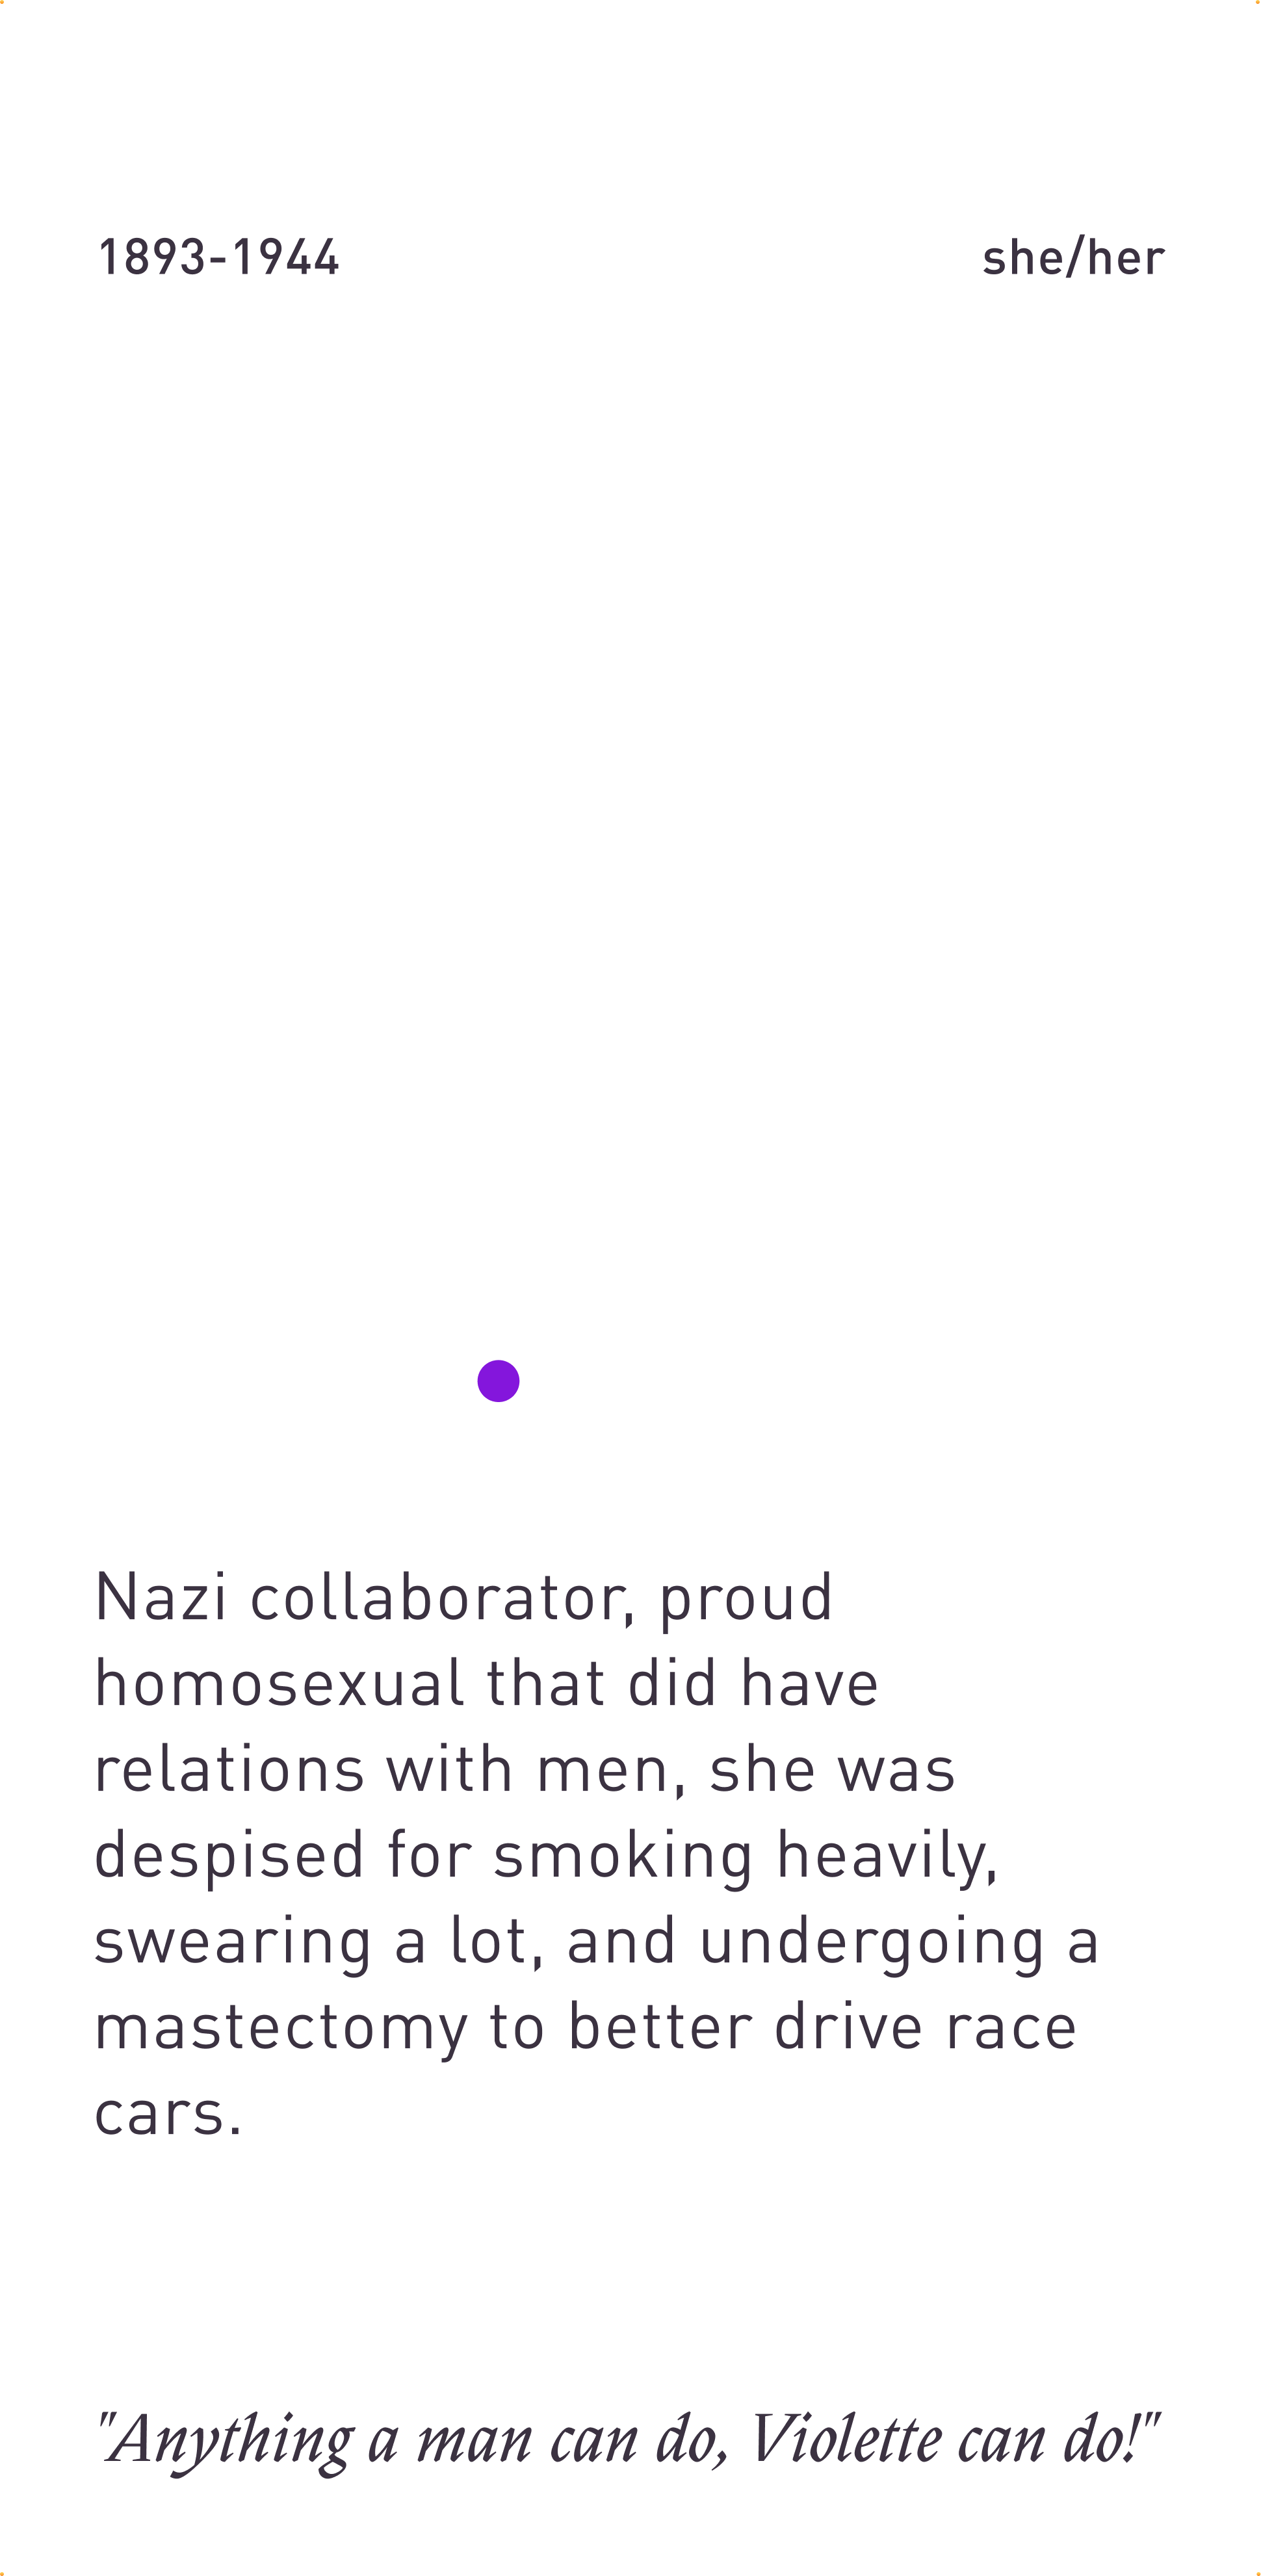 1893-1944 she/her
Nazi collaborator, proud
homosexual that did have
relations with men, she was
despised for smoking heavily,
swearing a lot, and undergoing a
mastectomy to better drive race
cars.
"Anything a man can do, Violette can do!"